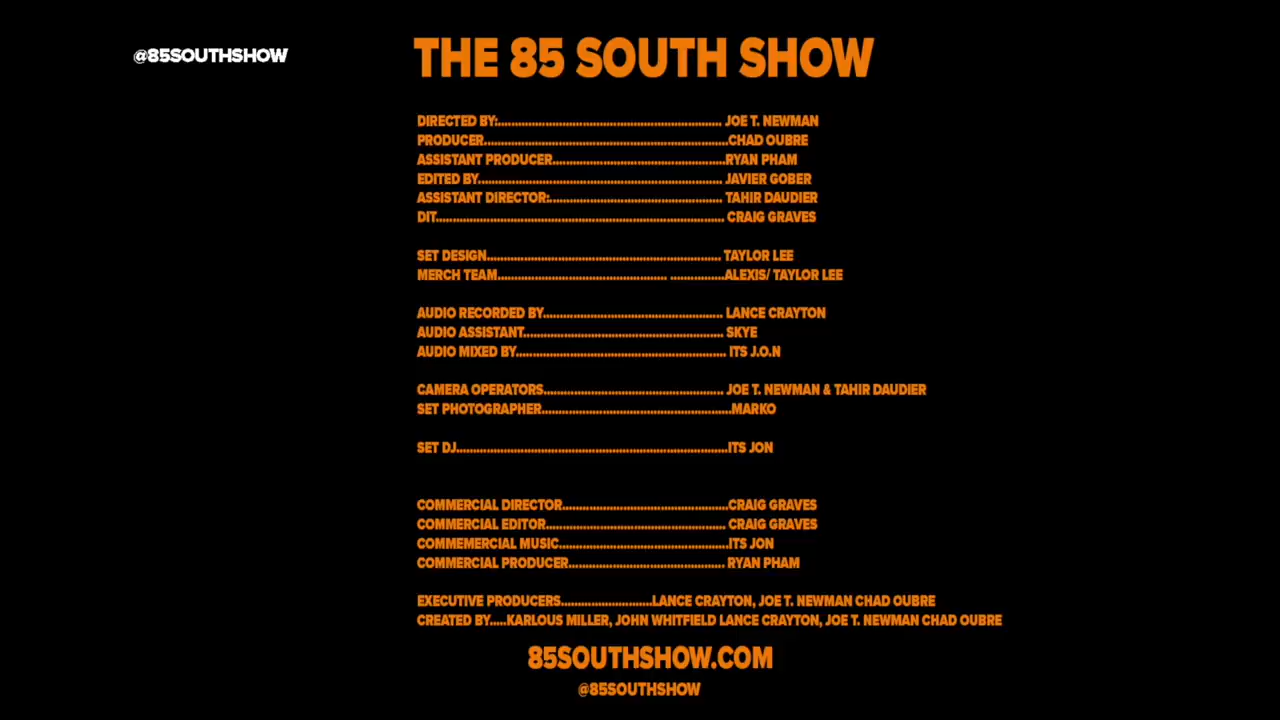 @85SOUTHSHOW
THE 85 SOUTH SHOW
DIRECTED BY:................................................................. JOE T. NEWMAN
PRODUCER.......................................................................CHAD OUBRE
ASSISTANT PRODUCER..................................................RYAN PHAM
EDITED BY....................................................................... JAVIER GOBER
ASSISTANT DIRECTOR:.................................................. TAHIR DAUDIER
DIT.................................................................................... CRAIG GRAVES
SET DESIGN.................................................................... TAYLOR LEE
MERCH TEAM.................................................. ................ALEXIS/ TAYLOR LEE
AUDIO RECORDED BY..................................................... LANCE CRAYTON
AUDIO ASSISTANT........................................................... SKYE
AUDIO MIXED BY.............................................................. ITS J.O.N
CAMERA OPERATORS..................................................... JOE T. NEWMAN & TAHIR DAUDIER
SET PHOTOGRAPHER........................................................MARKO
SET DJ................................................................................ITS JON
COMMERCIAL DIRECTOR.................................................CRAIG GRAVES
COMMERCIAL EDITOR..................................................... CRAIG GRAVES
COMMEMERCIAL MUSIC..................................................ITS JON
COMMERCIAL PRODUCER.............................................. RYAN PHAM
EXECUTIVE PRODUCERS...........................LANCE CRAYTON, JOE T. NEWMAN CHAD OUBRE
CREATED BY.....KARLOUS MILLER, JOHN WHITFIELD LANCE CRAYTON, JOE T. NEWMAN CHAD OUBRE
85SOUTHSHOW.COM
@85SOUTHSHOW